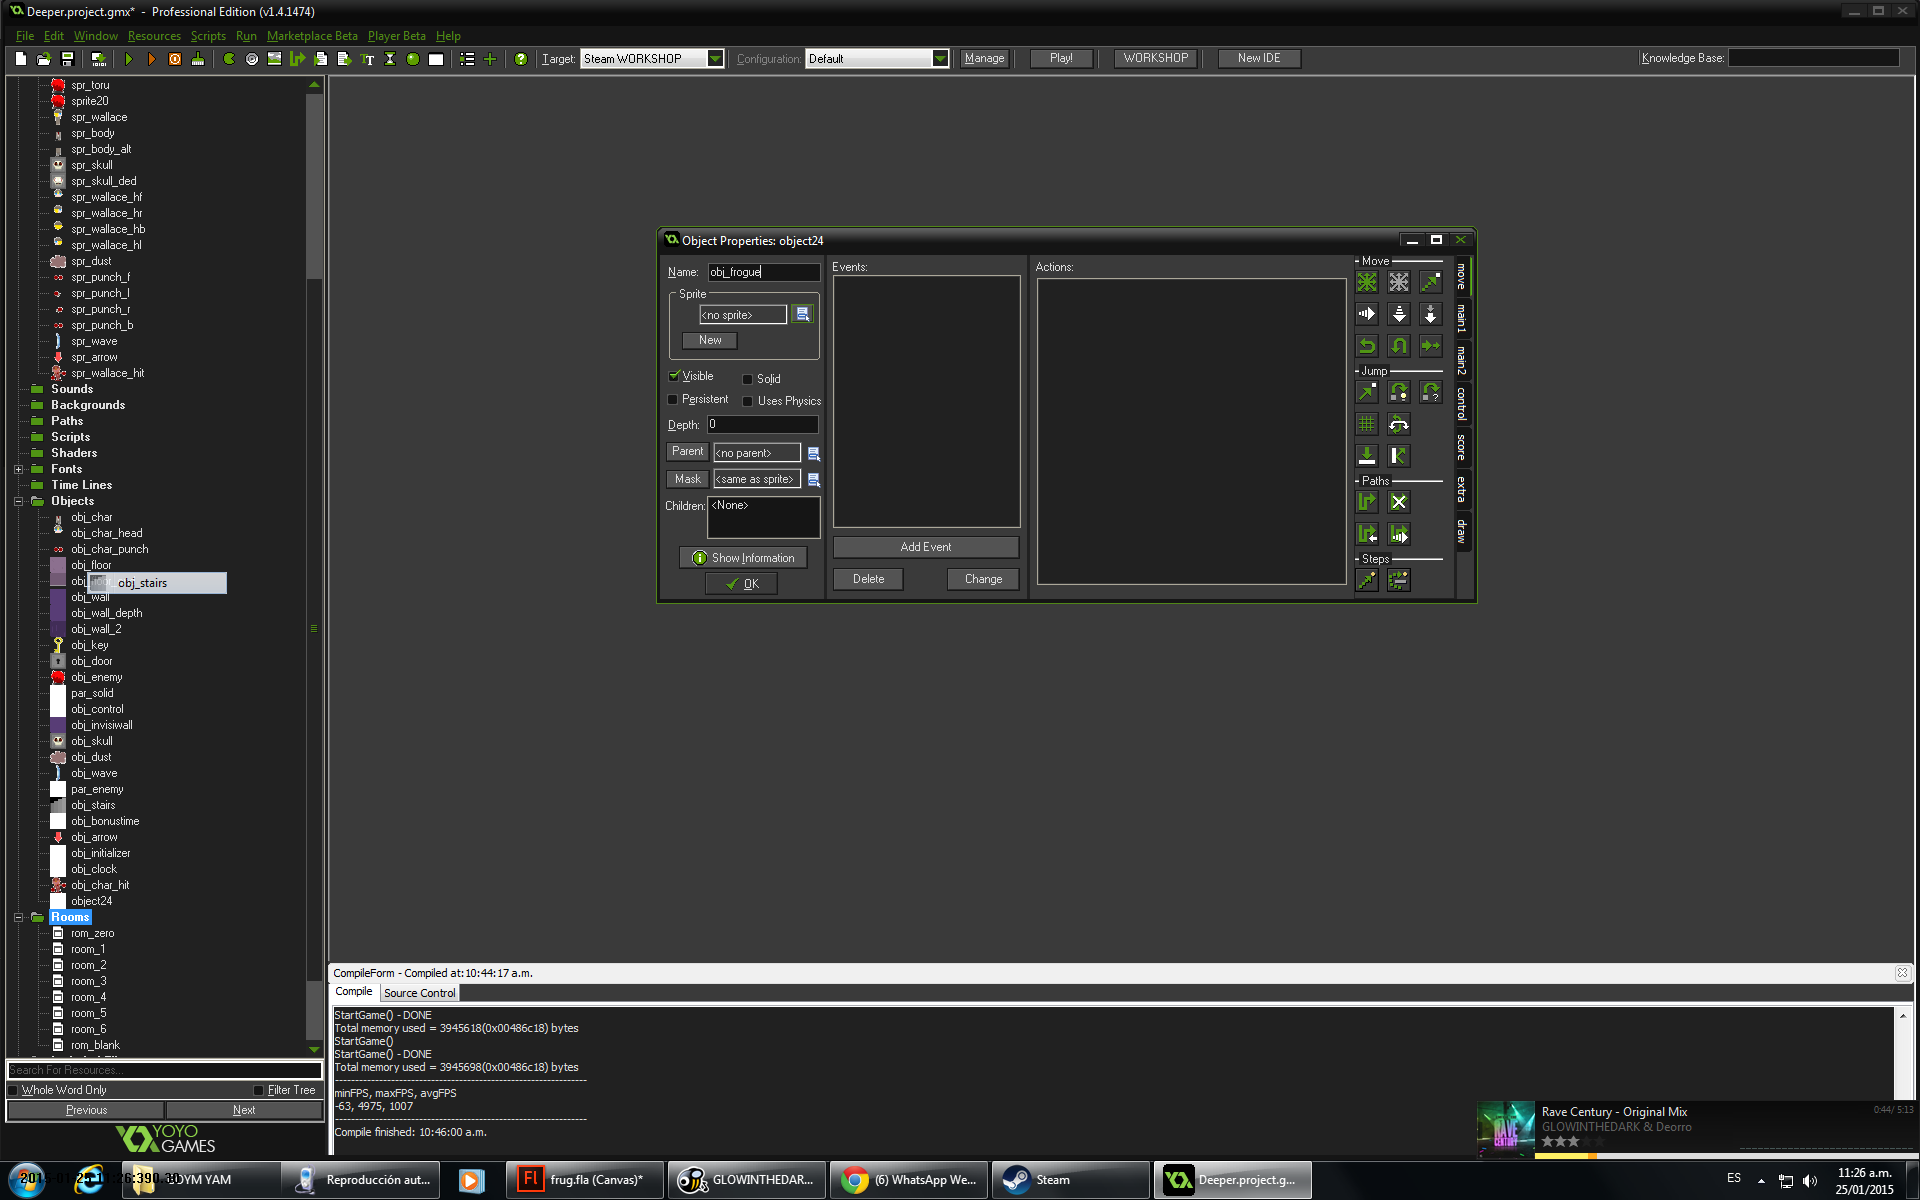 Deeper.project.gmx* - Professional Edition (v1.4.1474)
File Edit Window Resources Scripts Run Marketplace Beta Player Beta Help
Target: Steam WORKSHOP Configuration: Default Manage Play! WORKSHOP New IDE Knowledge Base:
spr_toru
sprite20
spr_wallace
spr_body
spr_body_alt
spr_skull
spr_skull_ded
spr_wallace_hf
spr_wallace_hr
spr_wallace_hb
spr_wallace_hl
spr_dust
spr_punch_f
spr_punch_l
spr_punch_r
spr_punch_b
spr_wave
spr_arrow
spr_wallace_hit
Sounds
Backgrounds
Paths
Scripts
Shaders
Fonts
Time Lines
Objects
obj_char
obj_char_head
obj_char_punch
obj_floor
obj_stairs
obj_wall
obj_wall_depth
obj_wall_2
obj_key
obj_door
obj_enemy
par_solid
obj_control
obj_invisiwall
obj_skull
obj_dust
obj_wave
par_enemy
obj_stairs
obj_bonustime
obj_arrow
obj_initializer
obj_clock
obj_char_hit
object24
Rooms
rom_zero
room_1
room_2
room_3
room_4
room_5
room_6
rom_blank
Search For Resources...
Whole Word Only Filter Tree
Previous Next
YOYO
GAMES
Object Properties: object24
Name: obj_frogue
Sprite
<no sprite>
New
Visible Solid
Persistent Uses Physics
Depth: 0
Parent <no parent>
Mask <same as sprite>
Children: <None>
Show Information
OK
Events:
Add Event
Delete Change
Actions:
Move
Jump
Paths
Steps
move
main1
main2
control
score
extra
draw
CompileForm - Compiled at:10:44:17 a.m.
Compile Source Control
StartGame() - DONE
Total memory used = 3945618(0x00486c18) bytes
StartGame()
StartGame() - DONE
Total memory used = 3945698(0x00486c18) bytes
minFPS, maxFPS, avgFPS
-63, 4975, 1007
Compile finished: 10:46:00 a.m.
RAVE CENTURY
Rave Century - Original Mix 0:44/ 5:13
GLOWINTHEDARK & Deorro
YAM Reproducción aut... frug.fla (Canvas)* GLOWINTHEDAR... (6) WhatsApp We... Steam Deeper.project.g... ES
11:26 a.m.
25/01/2015